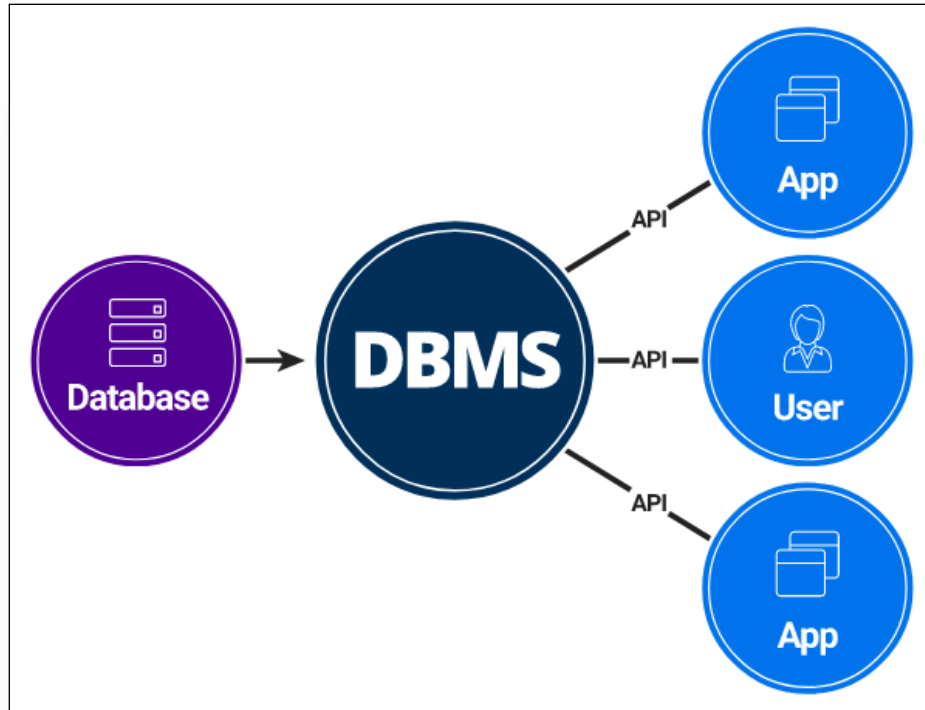 App
API
Database
DBMS
API
User
API
App